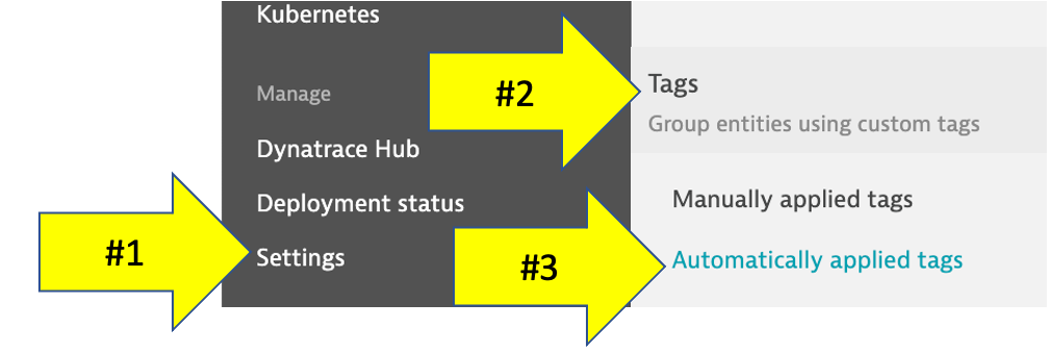 Kubernetes
Manage
Dynatrace Hub
Deployment status
Settings
#1
#2
#3
Tags
Group entities using custom tags
Manually applied tags
Automatically applied tags